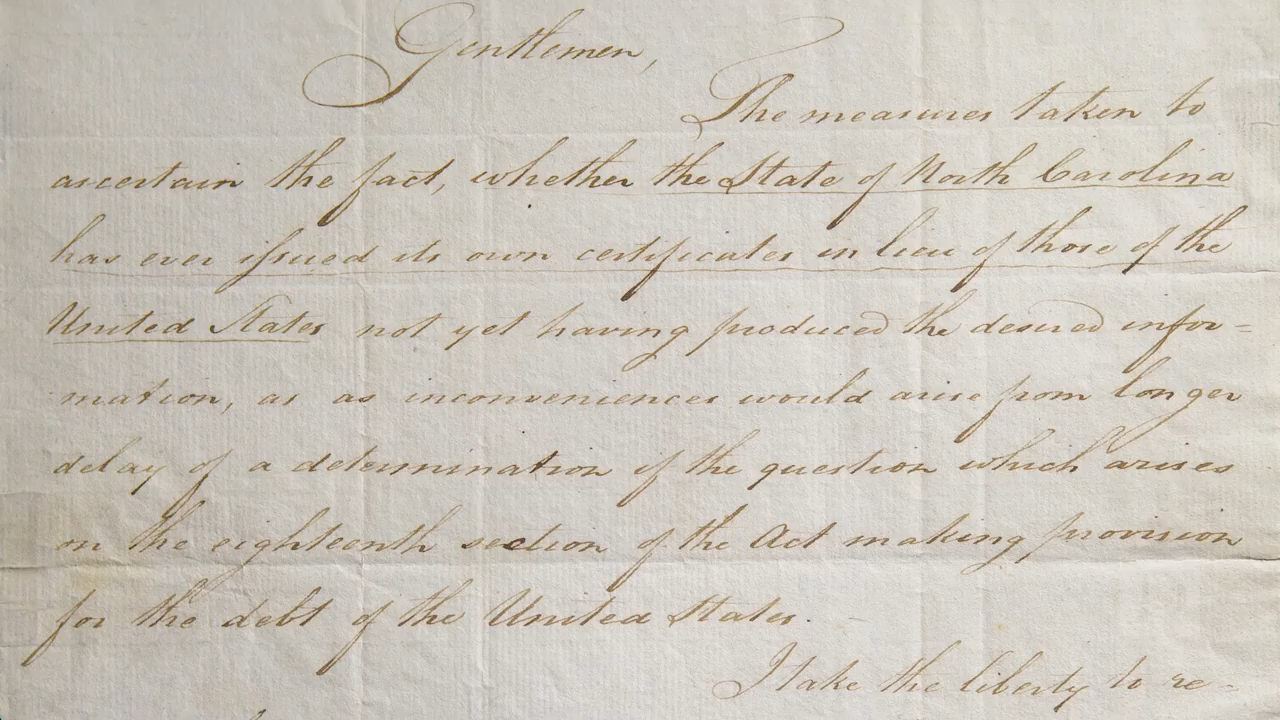 Gentlemen,
The measures taken to
ascertain the fact, whether the State of North Carolina
has ever issued its own certificates in lieu of those of the
United States not yet having produced the desired infor=
mation, as as inconveniences would arise from longer
delay of a determination of the question which arises
on the eighteenth section of the Act making provision
for the debt of the United States.
I take the liberty to re=